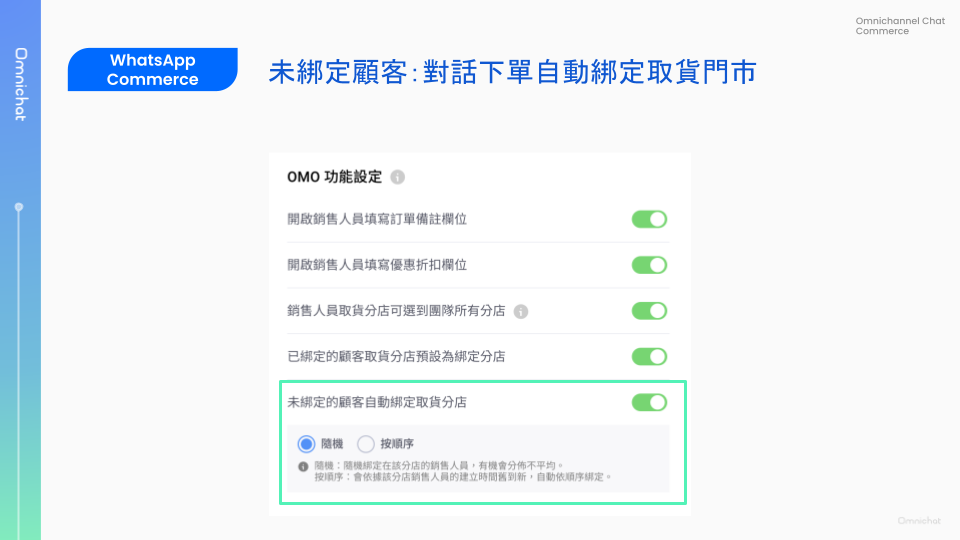 Omnichannel Chat
Commerce
Omnichat
WhatsApp
Commerce
未綁定顧客：對話下單自動綁定取貨門市
OMO 功能設定
開啟銷售人員填寫訂單備註欄位
開啟銷售人員填寫優惠折扣欄位
銷售人員取貨分店可選到團隊所有分店
已綁定的顧客取貨分店預設為綁定分店
未綁定的顧客自動綁定取貨分店
隨機 按順序
隨機：隨機綁定在該分店的銷售人員，有機會分佈不平均。
按順序：會依據該分店銷售人員的建立時間舊到新，自動依順序綁定。
Omnichat